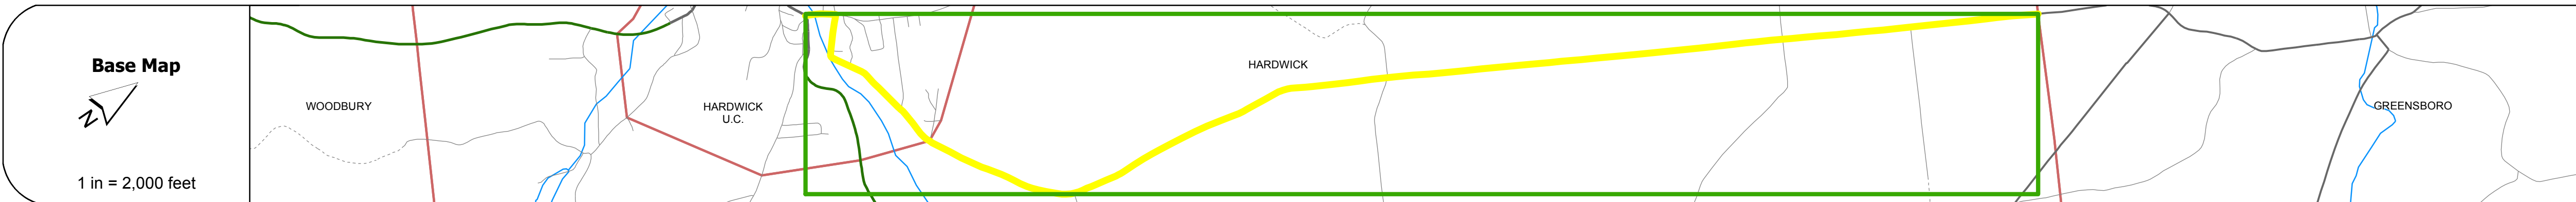 Base Map
N
1 in = 2,000 feet
WOODBURY
HARDWICK
U.C.
HARDWICK
GREENSBORO